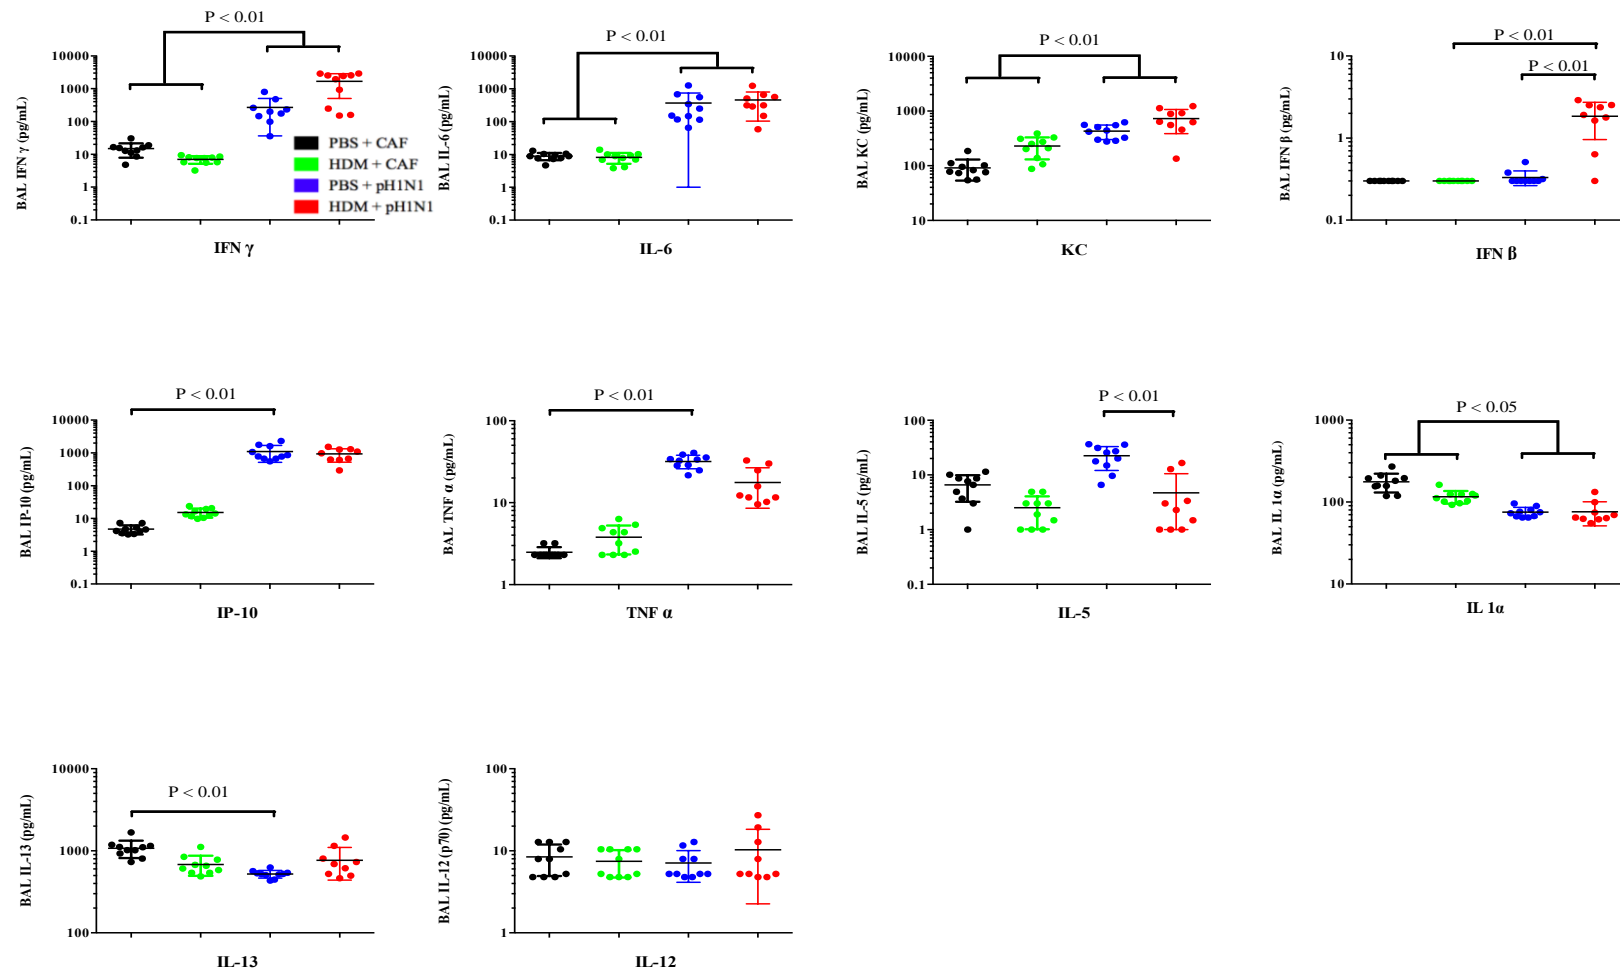 P < 0.01
BAL IFN γ (pg/mL)
10000
1000
100
10
1
0.1
PBS + CAF
HDM + CAF
PBS + pH1N1
HDM + pH1N1
IFN γ
P < 0.01
BAL IL-6 (pg/mL)
10000
1000
100
10
1
0.1
IL-6
P < 0.01
BAL KC (pg/mL)
10000
1000
100
10
KC
P < 0.01
P < 0.01
BAL IFN β (pg/mL)
10
1
0.1
IFN β
P < 0.01
BAL IP-10 (pg/mL)
10000
1000
100
10
1
0.1
IP-10
P < 0.01
BAL TNF α (pg/mL)
100
10
1
TNF α
P < 0.01
BAL IL-5 (pg/mL)
100
10
1
0.1
IL-5
P < 0.05
BAL IL 1α (pg/mL)
1000
100
10
IL 1α
P < 0.01
BAL IL-13 (pg/mL)
10000
1000
100
IL-13
BAL IL-12 (p70) (pg/mL)
100
10
1
IL-12